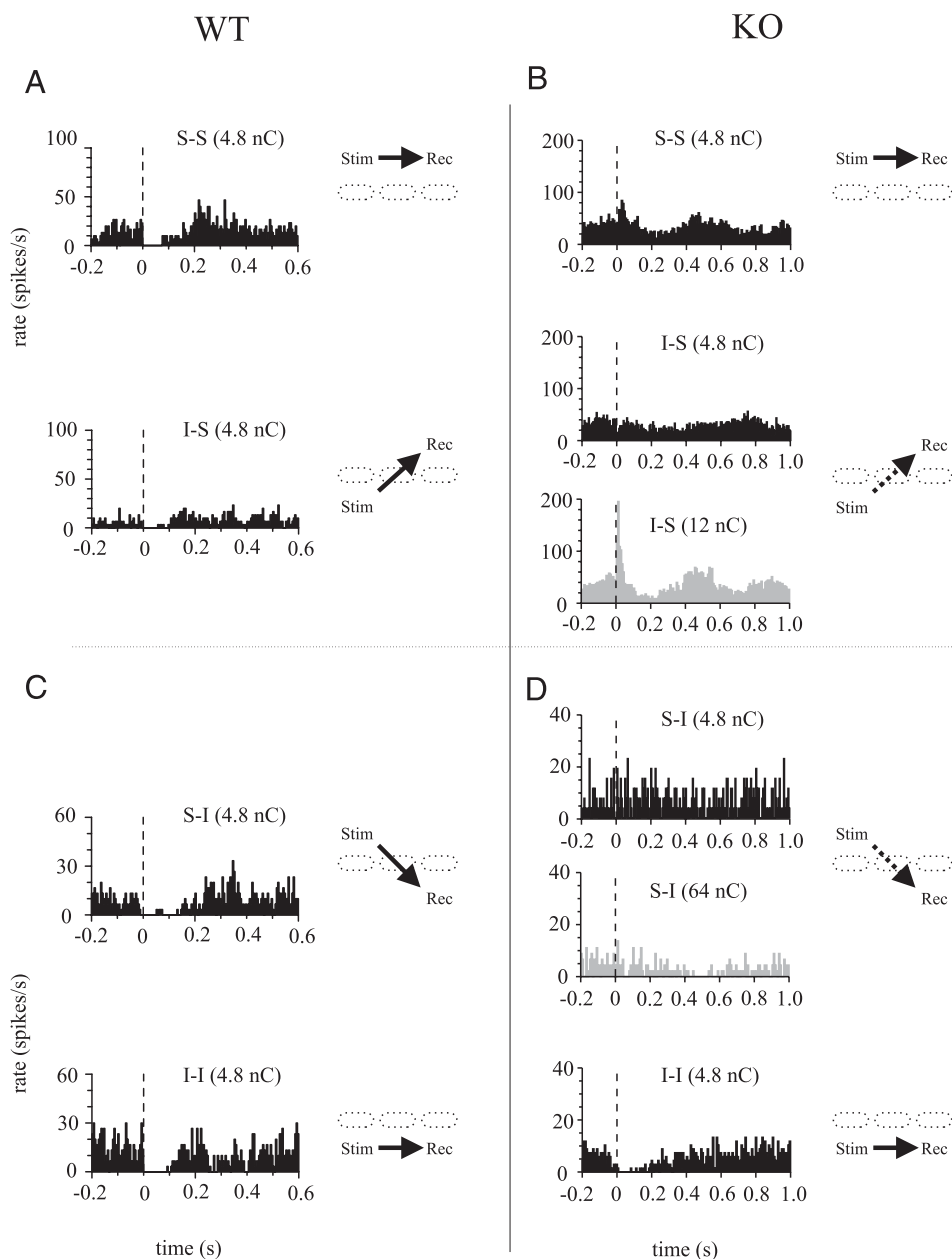 WT
KO
A
S-S (4.8 nC)
100
50
0
-0.2 0 0.2 0.4 0.6
Stim Rec
rate (spikes/s)
I-S (4.8 nC)
100
50
0
-0.2 0 0.2 0.4 0.6
Rec
Stim
B
S-S (4.8 nC)
200
100
0
-0.2 0 0.2 0.4 0.6 0.8 1.0
Stim Rec
I-S (4.8 nC)
200
100
0
-0.2 0 0.2 0.4 0.6 0.8 1.0
Rec
Stim
I-S (12 nC)
200
100
0
-0.2 0 0.2 0.4 0.6 0.8 1.0
C
S-I (4.8 nC)
60
30
0
-0.2 0 0.2 0.4 0.6
Stim
Rec
rate (spikes/s)
I-I (4.8 nC)
60
30
0
-0.2 0 0.2 0.4 0.6
Stim Rec
time (s)
D
S-I (4.8 nC)
40
20
0
-0.2 0 0.2 0.4 0.6 0.8 1.0
Stim
Rec
S-I (64 nC)
40
20
0
-0.2 0 0.2 0.4 0.6 0.8 1.0
I-I (4.8 nC)
40
20
0
-0.2 0 0.2 0.4 0.6 0.8 1.0
Stim Rec
time (s)